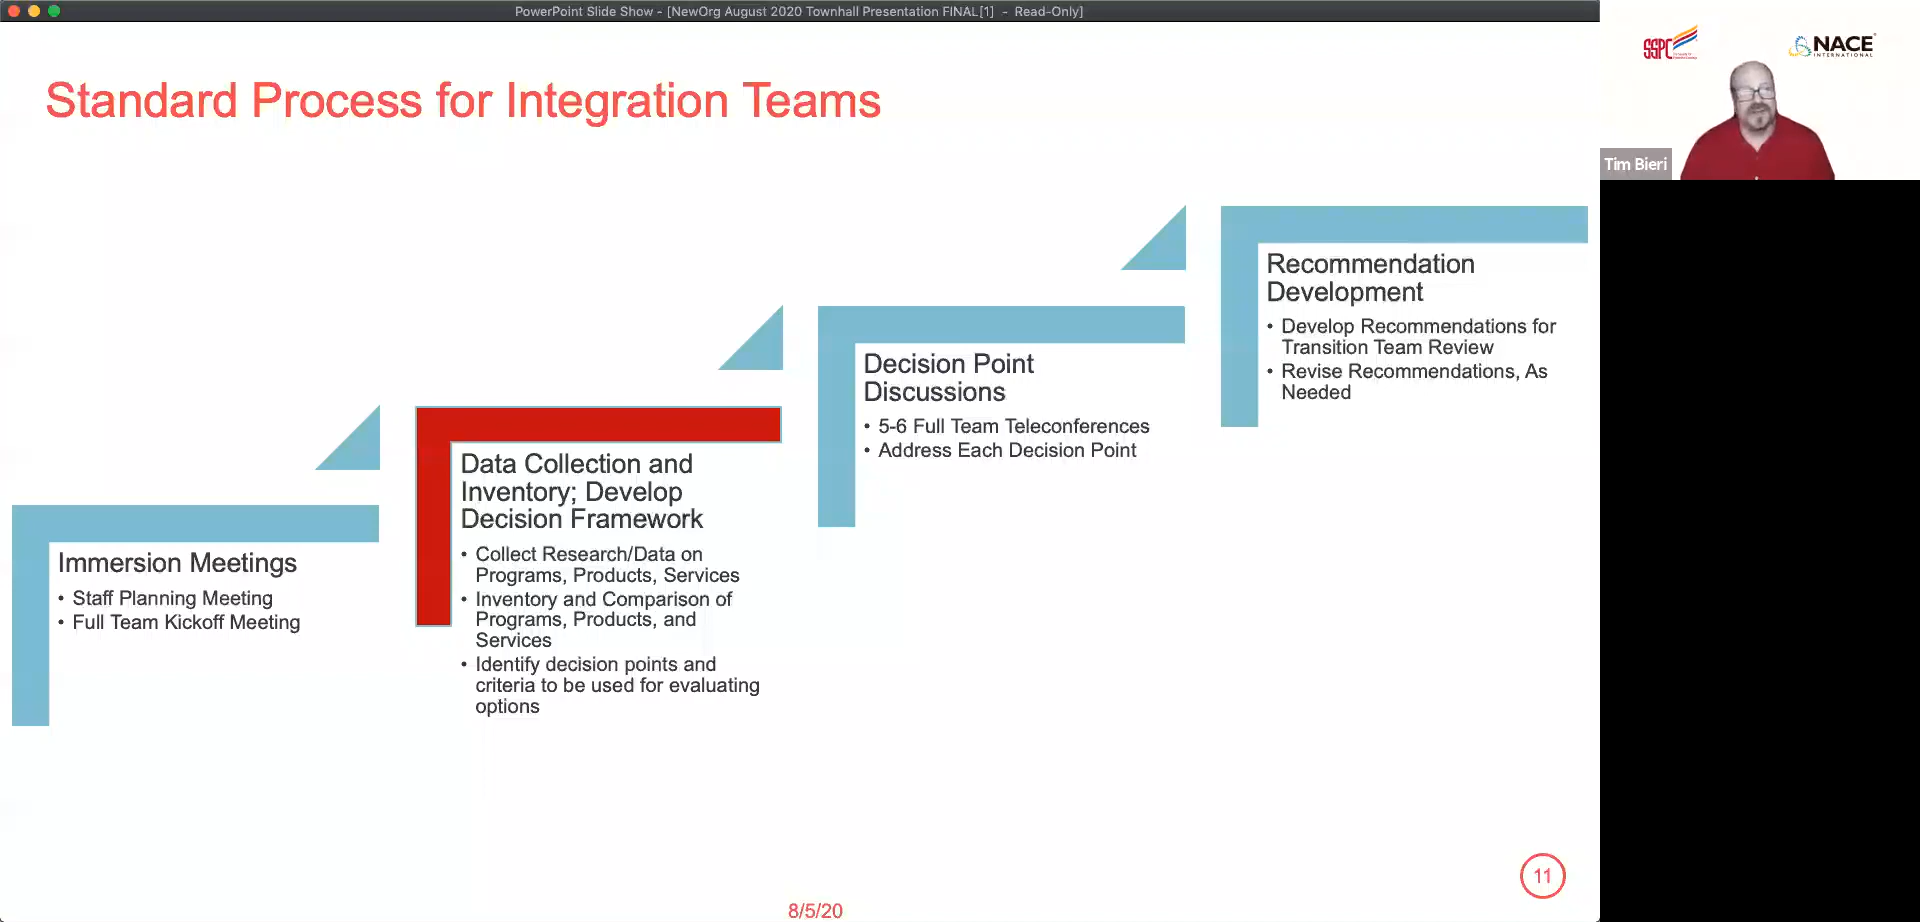 PowerPoint Slide Show - [NewOrg August 2020 Townhall Presentation FINAL[1] - Read-Only]
Standard Process for Integration Teams
SSPC
NACE
INTERNATIONAL
Tim Bieri
Recommendation
Development
• Develop Recommendations for
Transition Team Review
• Revise Recommendations, As
Needed
Decision Point
Discussions
• 5-6 Full Team Teleconferences
• Address Each Decision Point
Data Collection and
Inventory; Develop
Decision Framework
• Collect Research/Data on
Programs, Products, Services
• Inventory and Comparison of
Programs, Products, and
Services
• Identify decision points and
criteria to be used for evaluating
options
Immersion Meetings
• Staff Planning Meeting
• Full Team Kickoff Meeting
11
8/5/20